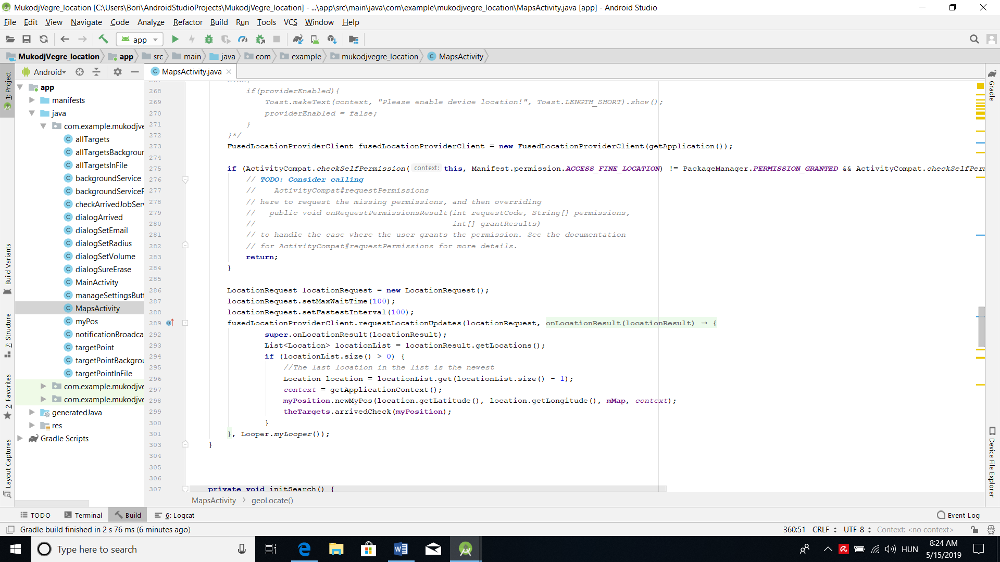 MukodjVegre_location [C:\Users\Bori\AndroidStudioProjects\MukodjVegre_location] - ...\app\src\main\java\com\example\mukodjvegre_location\MapsActivity.java [app] - Android Studio
File Edit View Navigate Code Analyze Refactor Build Run Tools VCS Window Help
app
MukodjVegre_location app src main java com example mukodjvegre_location MapsActivity
Android
MapsActivity.java
1: Project
Build Variants
7: Structure
2: Favorites
Layout Captures
app
manifests
java
com.example.mukodjve
allTargets
allTargetsBackgroun
allTargetsInFile
backgroundService
backgroundServiceF
checkArrivedJobSer
dialogArrived
dialogSetEmail
dialogSetRadius
dialogSetVolume
dialogSureErase
MainActivity
manageSettingsButt
MapsActivity
myPos
notificationBroadca
targetPoint
targetPointBackgrou
targetPointInFile
com.example.mukodjve
com.example.mukodjve
generatedJava
res
Gradle Scripts
268 if(providerEnabled){
269 Toast.makeText(context, "Please enable device location!", Toast.LENGTH_SHORT).show();
270 providerEnabled = false;
271 }
272 }*/
273 FusedLocationProviderClient fusedLocationProviderClient = new FusedLocationProviderClient(getApplication());
274
275 if (ActivityCompat.checkSelfPermission( context: this, Manifest.permission.ACCESS_FINE_LOCATION) != PackageManager.PERMISSION_GRANTED && ActivityCompat.checkSelfPerm
276 // TODO: Consider calling
277 //    ActivityCompat#requestPermissions
278 // here to request the missing permissions, and then overriding
279 //   public void onRequestPermissionsResult(int requestCode, String[] permissions,
280 //                                          int[] grantResults)
281 // to handle the case where the user grants the permission. See the documentation
282 // for ActivityCompat#requestPermissions for more details.
283 return;
284 }
285
286 LocationRequest locationRequest = new LocationRequest();
287 locationRequest.setMaxWaitTime(100);
288 locationRequest.setFastestInterval(100);
289 fusedLocationProviderClient.requestLocationUpdates(locationRequest, onLocationResult(locationResult) → {
292 super.onLocationResult(locationResult);
293 List<Location> locationList = locationResult.getLocations();
294 if (locationList.size() > 0) {
295 //The last location in the list is the newest
296 Location location = locationList.get(locationList.size() - 1);
297 context = getApplicationContext();
298 myPosition.newMyPos(location.getLatitude(), location.getLongitude(), mMap, context);
299 theTargets.arrivedCheck(myPosition);
300 }
301 }, Looper.myLooper());
303 }
304
305
306
307 private void initSearch() {
MapsActivity > geoLocate()
Gradle
Device File Explorer
TODO Terminal Build 6: Logcat Event Log
Gradle build finished in 2 s 76 ms (6 minutes ago) 360:51 CRLF UTF-8 Context: <no context>
Type here to search
HUN
8:24 AM
5/15/2019